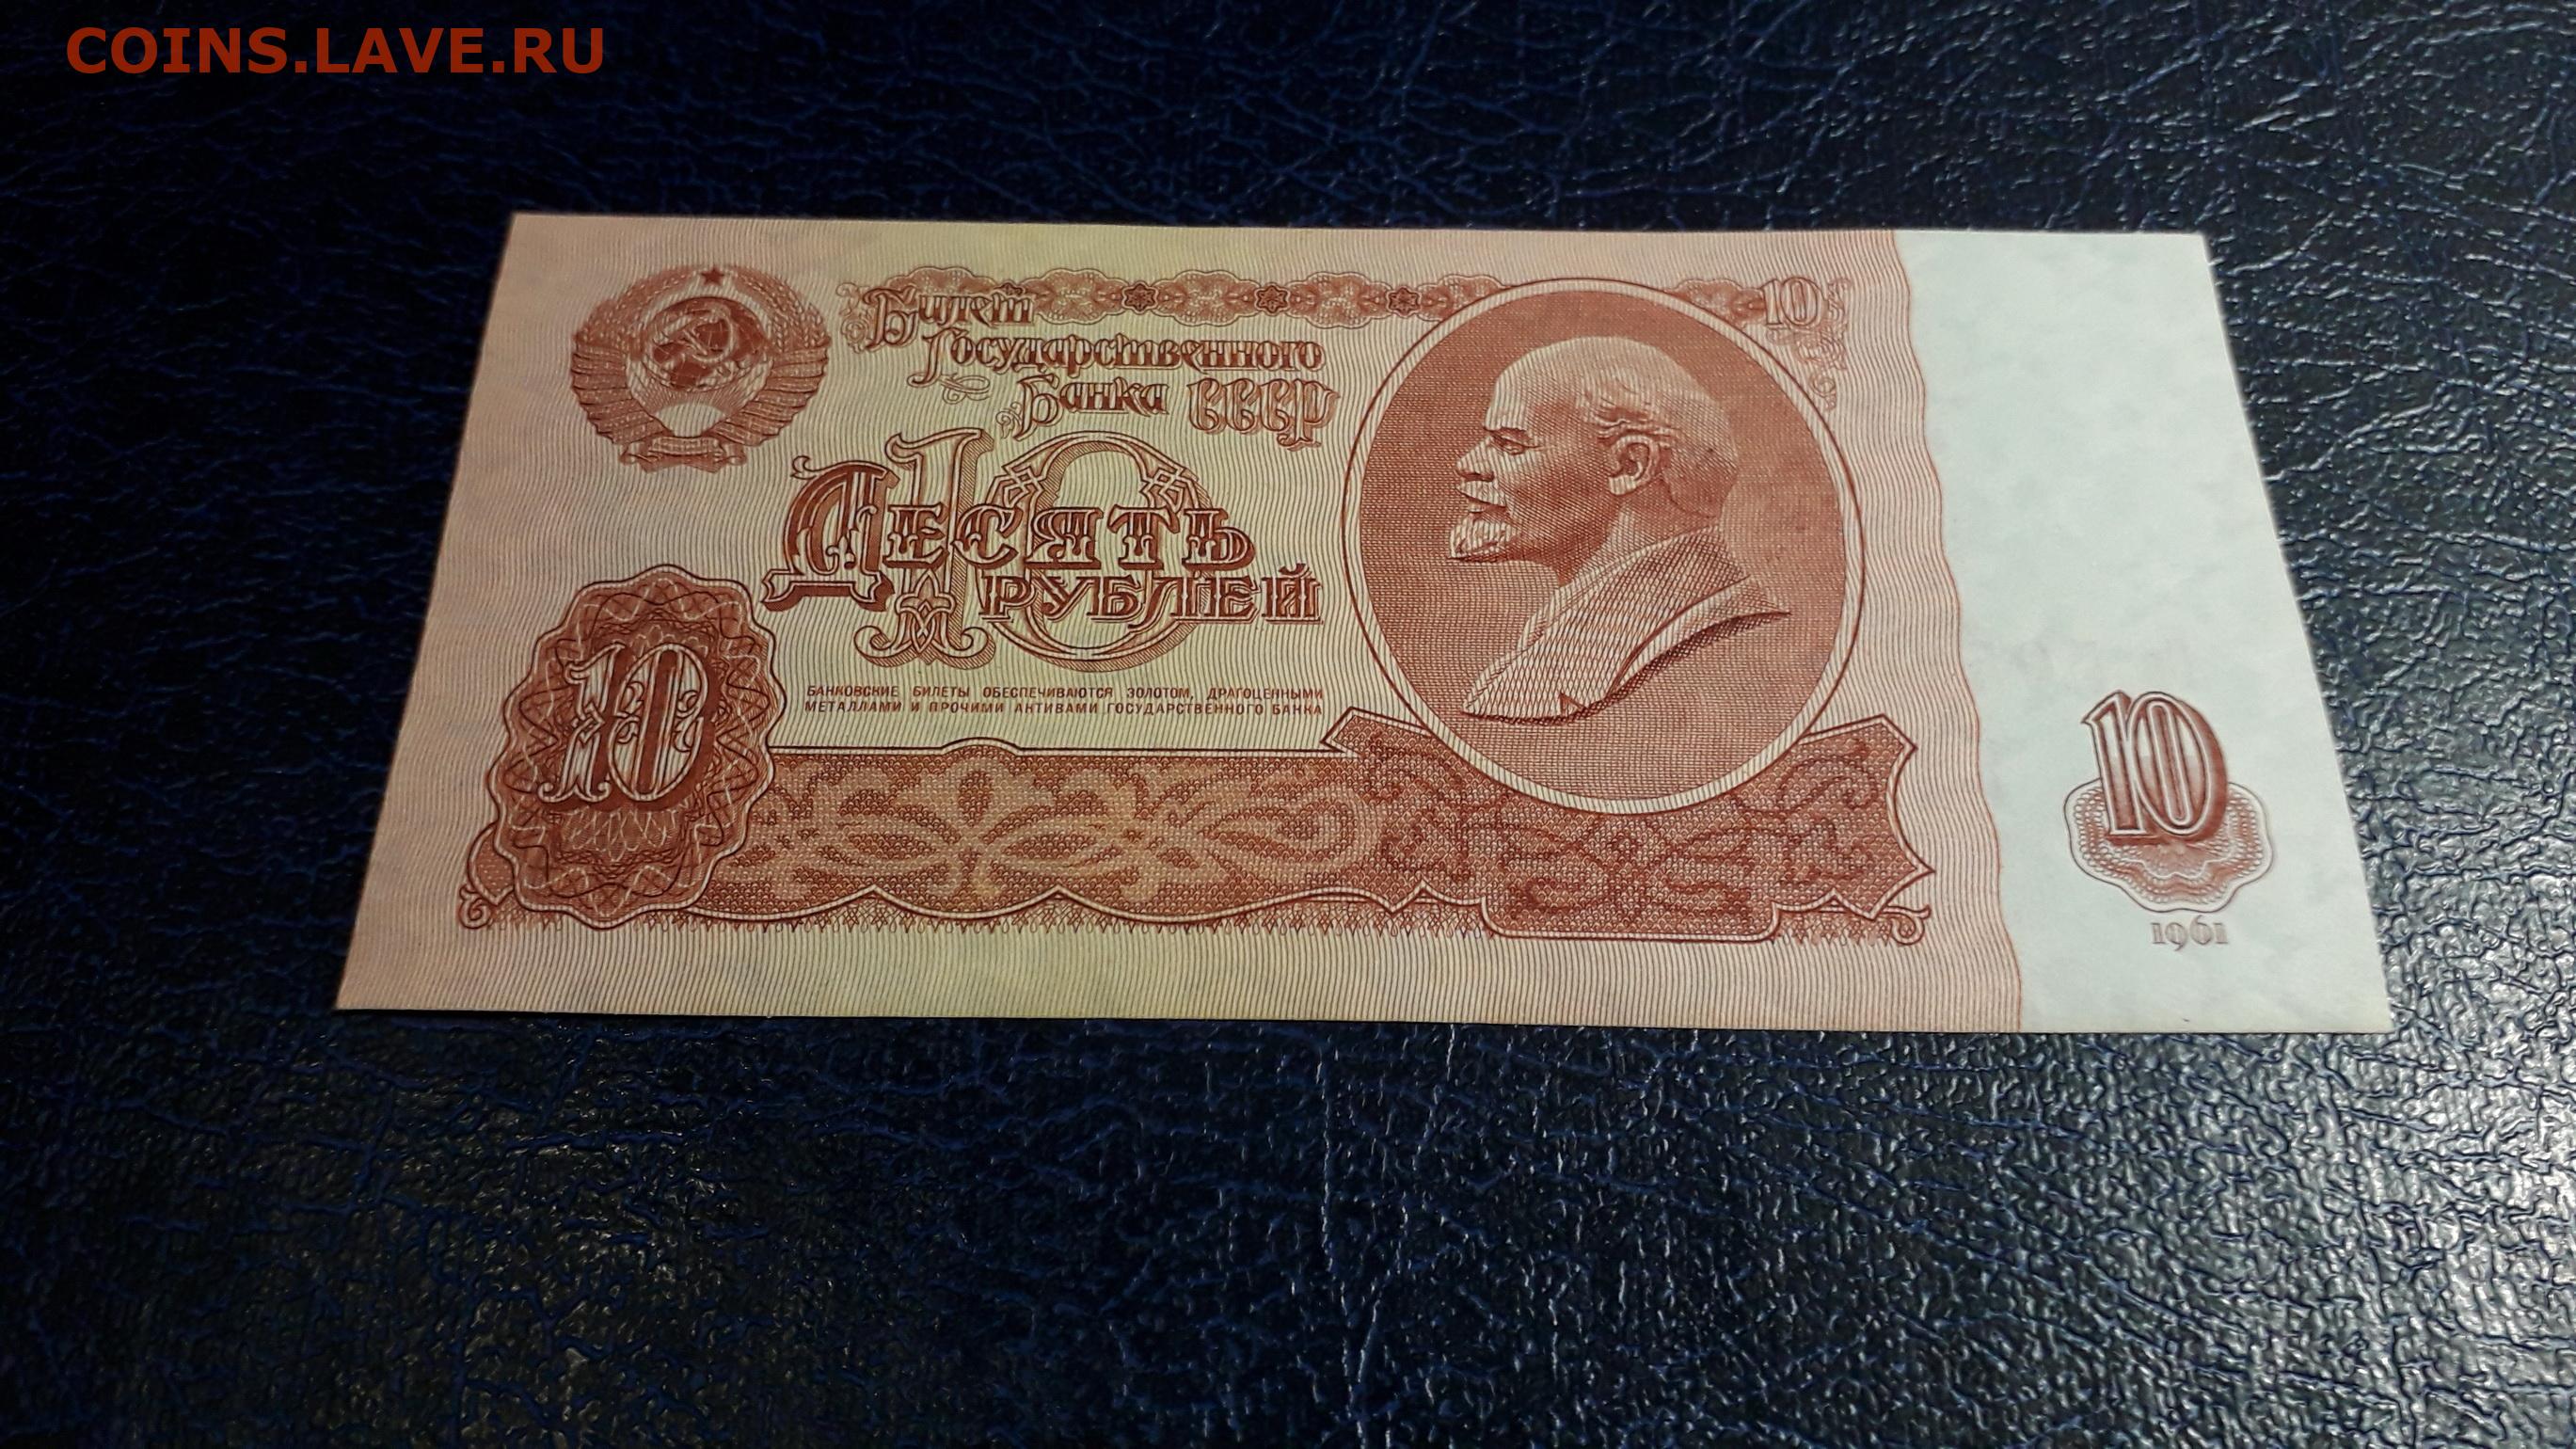 COINS.LAVE.RU
Билет
10
Государственного
Банка СССР
10
Десять
рублей
10
БАНКОВСКИЕ БИЛЕТЫ ОБЕСПЕЧИВАЮТСЯ ЗОЛОТОМ, ДРАГОЦЕННЫМИ
МЕТАЛЛАМИ И ПРОЧИМИ АКТИВАМИ ГОСУДАРСТВЕННОГО БАНКА
10
1961